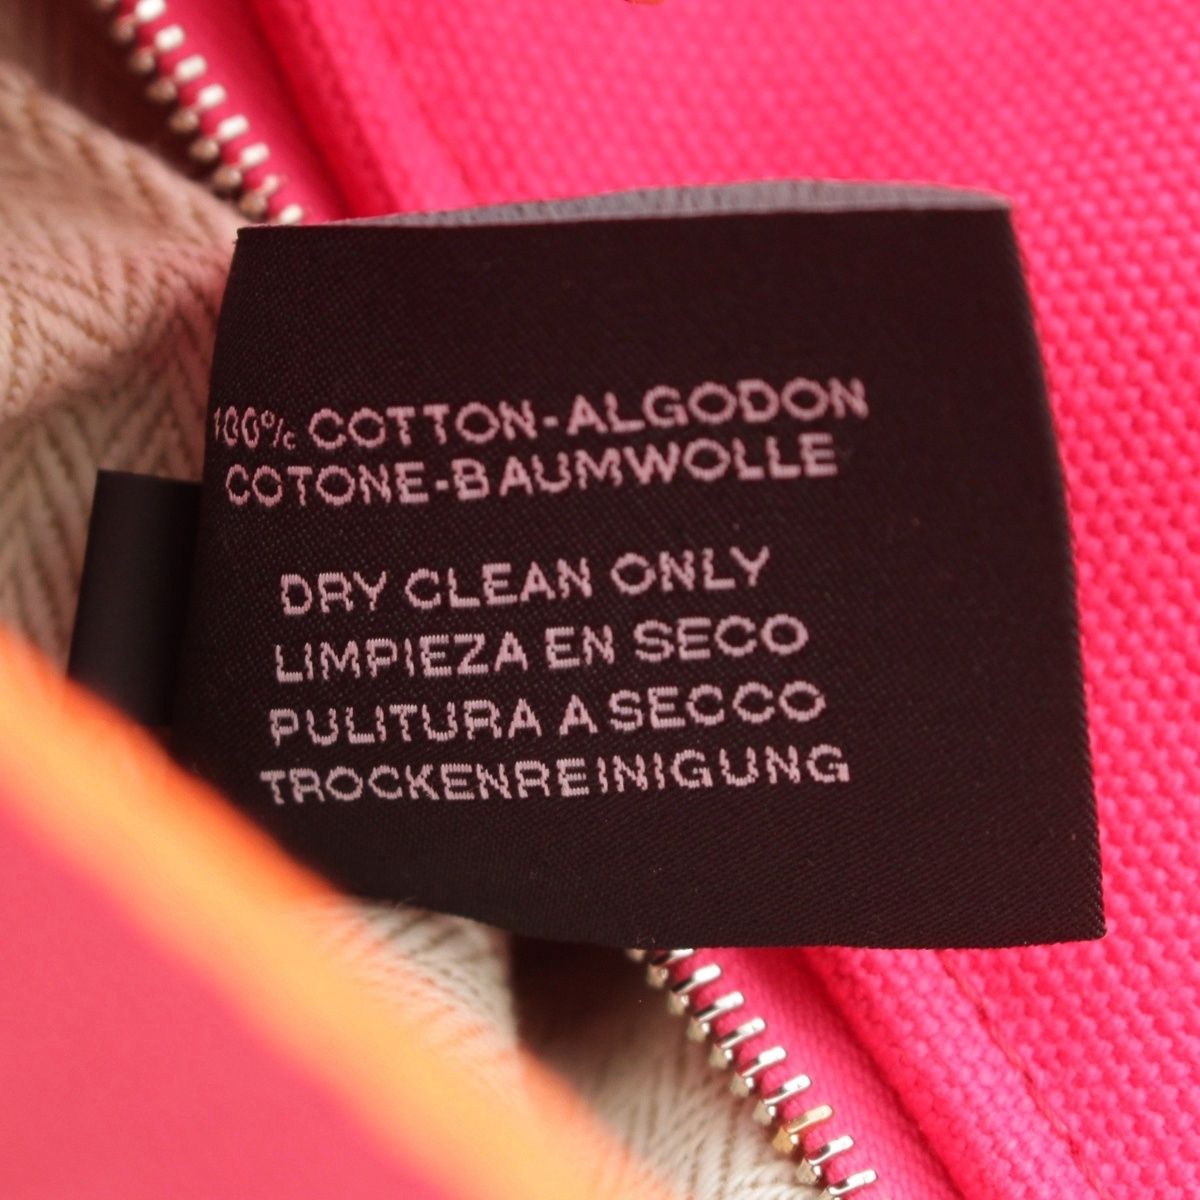 100% COTTON-ALGODON
COTONE-BAUMWOLLE
DRY CLEAN ONLY
LIMPIEZA EN SECO
PULITURA A SECCO
TROCKENREINIGUNG